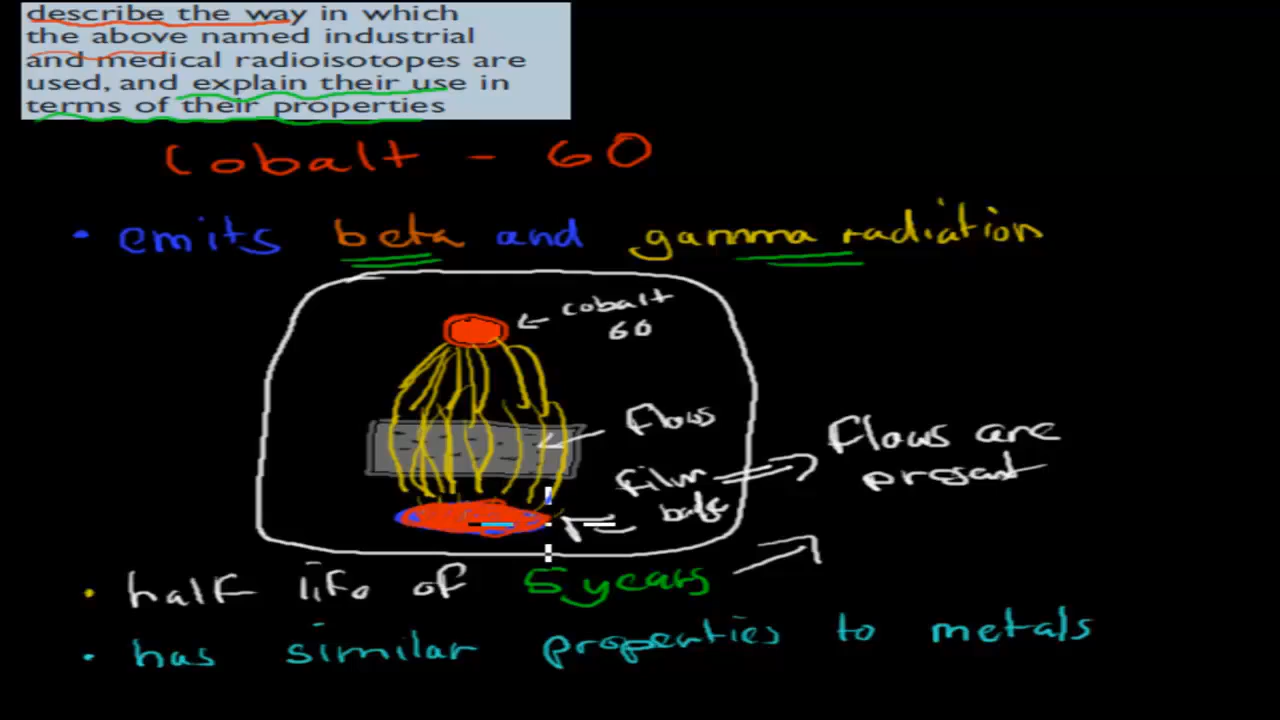 describe the way in which
the above named industrial
and medical radioisotopes are
used, and explain their use in
terms of their properties
Cobalt - 60
• emits beta and gamma radiation
cobalt
60
flaws
film
flaws are
present
• half life of 5 years
• has similar properties to metals